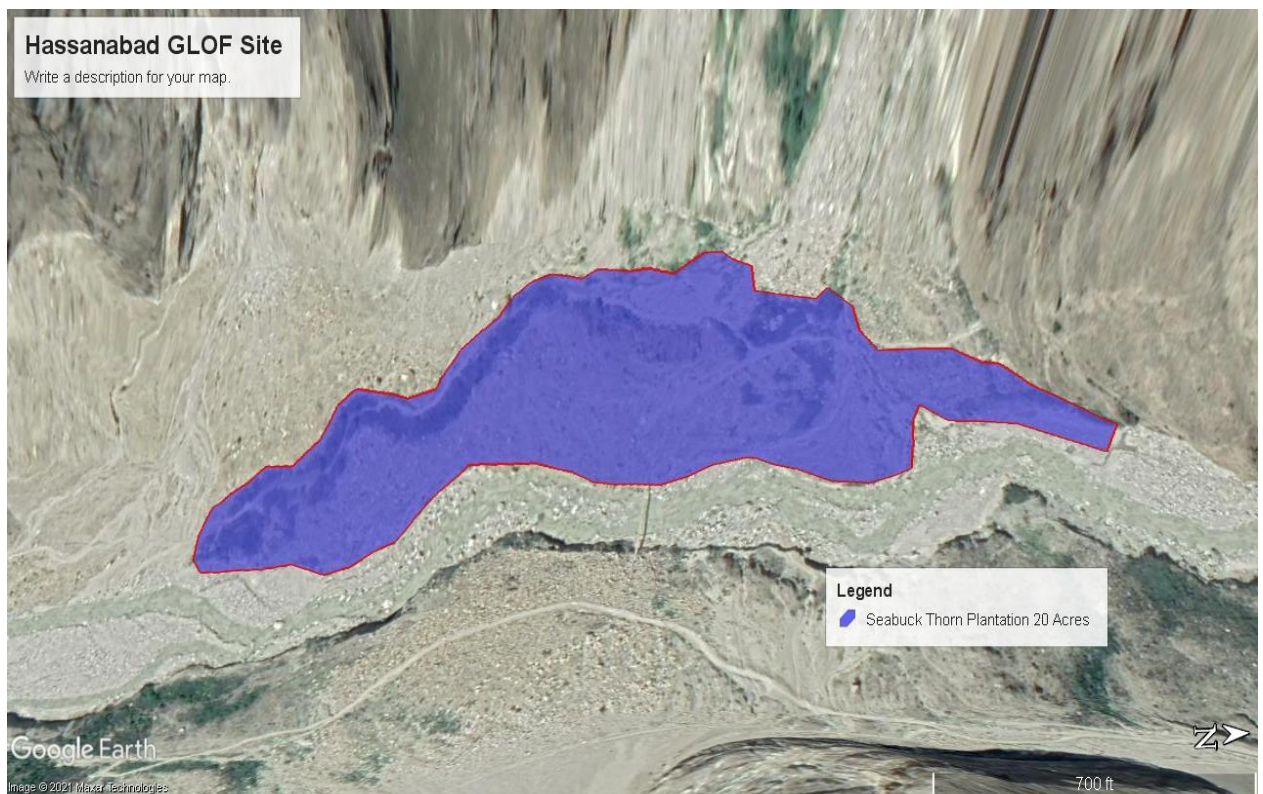 Hassanabad GLOF Site
Write a description for your map.
Legend
Seabuck Thorn Plantation 20 Acres
Google Earth
N
Image © 2021 Maxar Technologies
700 ft